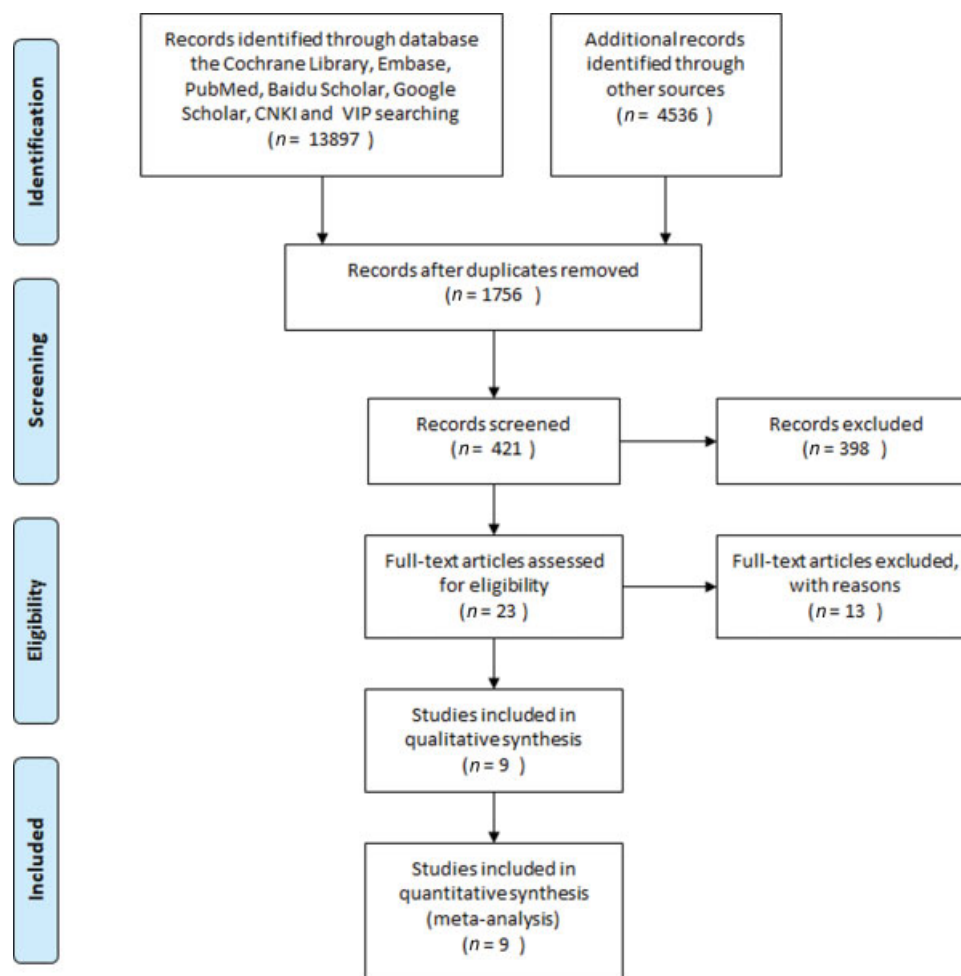 Identification
Records identified through database
the Cochrane Library, Embase,
PubMed, Baidu Scholar, Google
Scholar, CNKI and VIP searching
(n = 13897 )
Additional records
identified through
other sources
(n = 4536 )
Records after duplicates removed
(n = 1756 )
Screening
Records screened
(n = 421 )
Records excluded
(n = 398 )
Eligibility
Full-text articles assessed
for eligibility
(n = 23 )
Full-text articles excluded,
with reasons
(n = 13 )
Studies included in
qualitative synthesis
(n = 9 )
Included
Studies included in
quantitative synthesis
(meta-analysis)
(n = 9 )